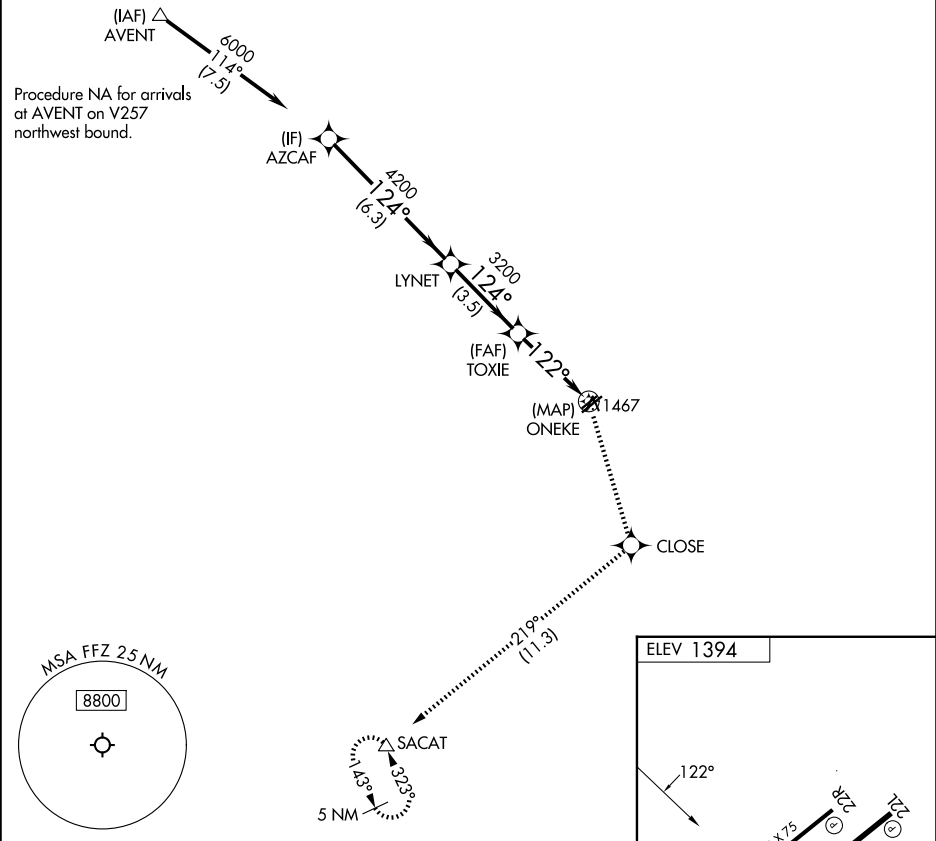 (IAF)
AVENT
6000
114°
(7.5)
Procedure NA for arrivals
at AVENT on V257
northwest bound.
(IF)
AZCAF
4200
124°
(6.3)
LYNET
3200
124°
(3.5)
(FAF)
TOXIE
122°
(MAP)
ONEKE
1467
CLOSE
219°
(11.3)
MSA FFZ 25 NM
8800
SACAT
143°
323°
5 NM
ELEV 1394
122°
22R
22L
P
P
X 75